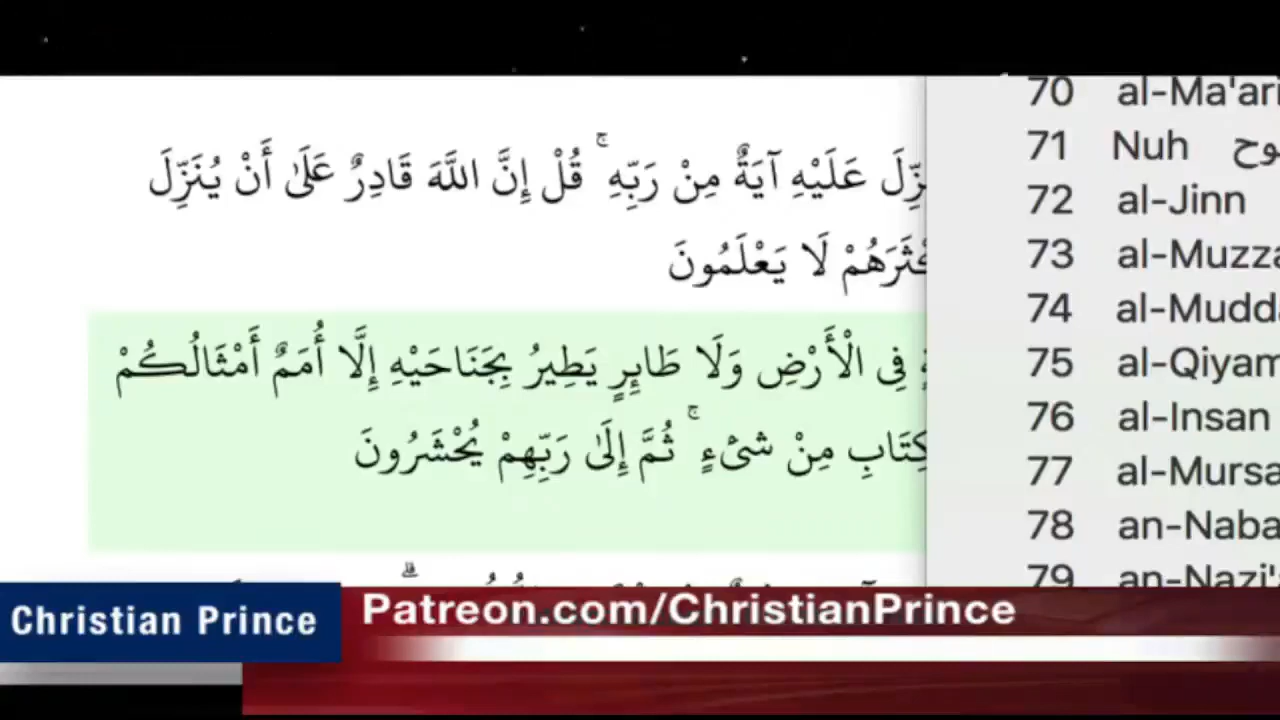 عَلَيْهِ آيَةٌ مِنْ رَبِّهِ ۚ قُلْ إِنَّ اللَّهَ قَادِرٌ عَلَىٰ أَنْ يُنَزِّلَ
لَا يَعْلَمُونَ
فِي الْأَرْضِ وَلَا طَائِرٍ يَطِيرُ بِجَنَاحَيْهِ إِلَّا أُمَمٌ أَمْثَالُكُمْ
مِنْ شَيْءٍ ۚ ثُمَّ إِلَىٰ رَبِّهِمْ يُحْشَرُونَ
70 al-Ma'ari
71 Nuh
72 al-Jinn
73 al-Muzza
74 al-Mudda
75 al-Qiyam
76 al-Insan
77 al-Mursa
78 an-Naba
79 an-Nazi'
Christian Prince
Patreon.com/ChristianPrince